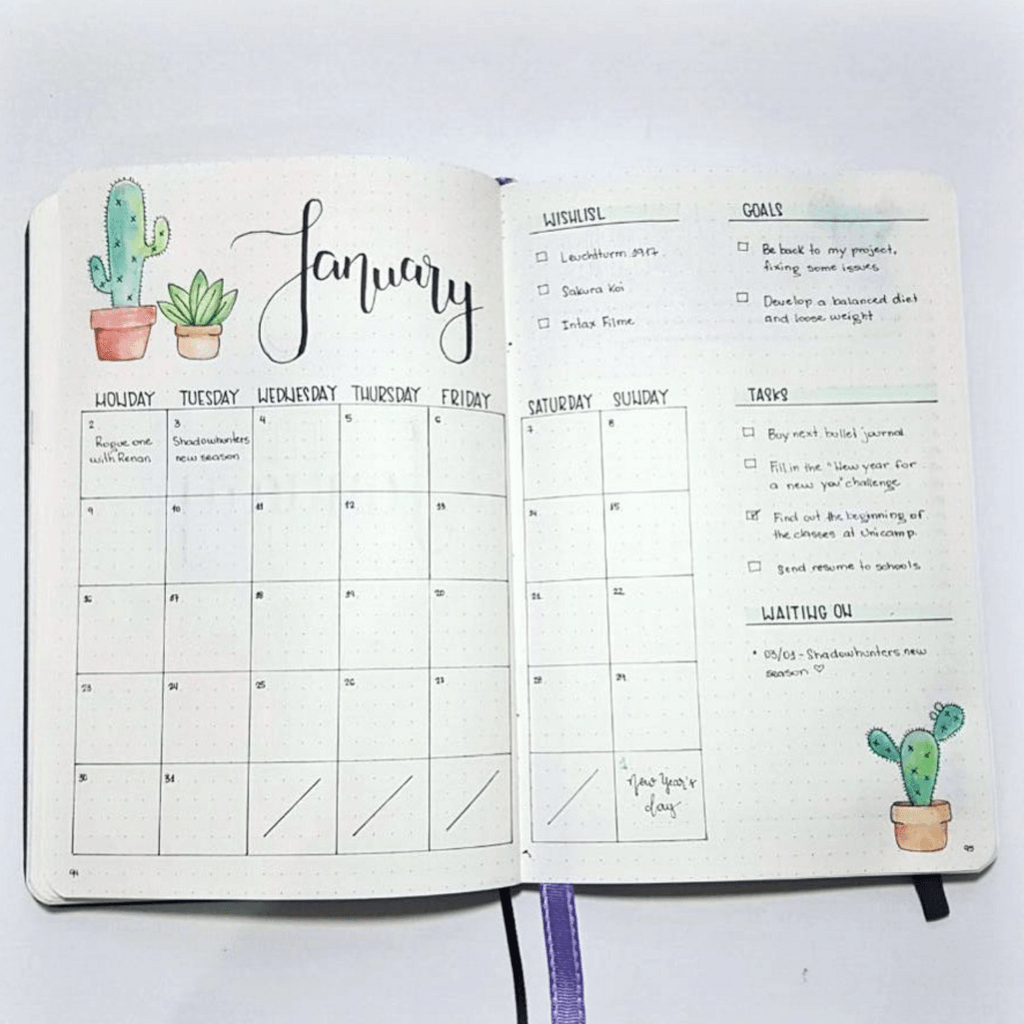 January
MONDAY TUESDAY WEDNESDAY THURSDAY FRIDAY
2 3 4 5 6
Rogue one
with Renan
Shadowhunters
new season
9 10 11 12 13
16 17 18 19 20
23 24 25 26 27
30 31
94
SATURDAY SUNDAY
7 8
14 15
21 22
28 29
1
New Year's
day
WISHLIST
Leuchtturm 1917
Sakura Koi
Intax Filme
GOALS
Be back to my project,
fixing some issues
Develop a balanced diet
and loose weight
TASKS
Buy next bullet journal
Fill in the "New year for
a new you" challenge
Find out the beginning of
the classes at Unicamp.
Send resume to schools
WAITING ON
• 03/01 - Shadowhunters new
season ♡
95